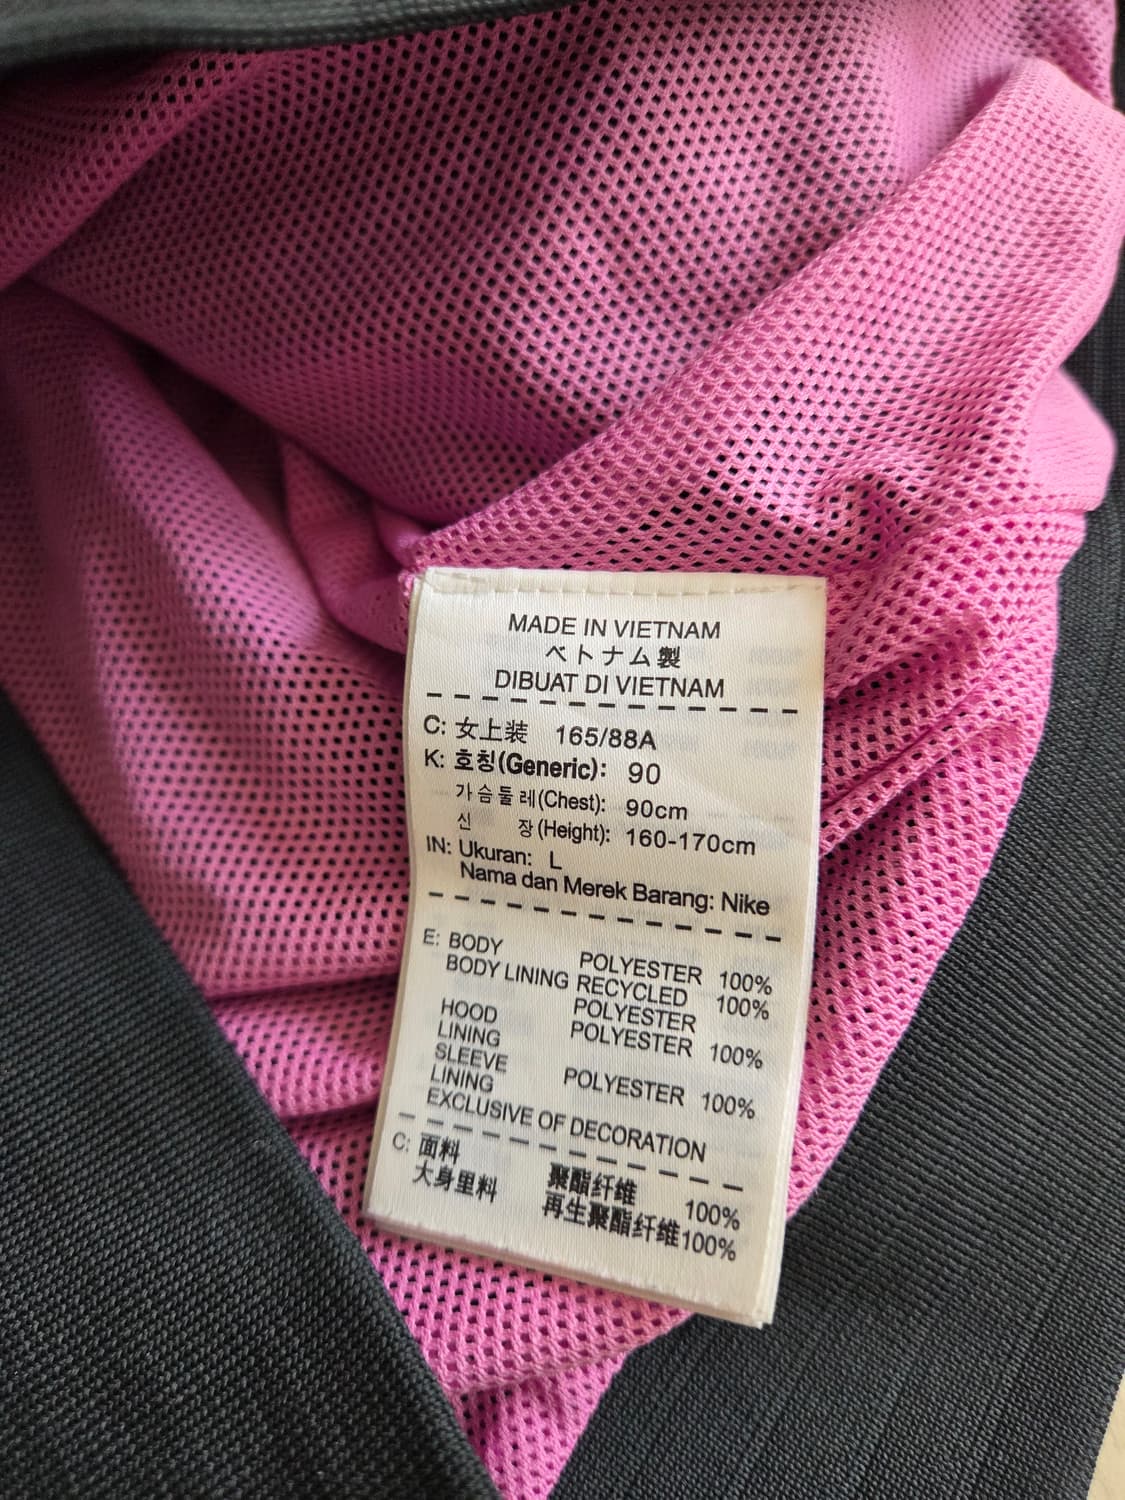 MADE IN VIETNAM
ベトナム製
DIBUAT DI VIETNAM
C: 女上装 165/88A
K: 호칭(Generic): 90
가슴둘레(Chest): 90cm
신 장(Height): 160-170cm
IN: Ukuran: L
Nama dan Merek Barang: Nike
E: BODY POLYESTER 100%
BODY LINING RECYCLED 100%
POLYESTER
HOOD POLYESTER 100%
LINING
SLEEVE POLYESTER 100%
LINING
EXCLUSIVE OF DECORATION
C: 面料 聚酯纤维 100%
大身里料 再生聚酯纤维100%